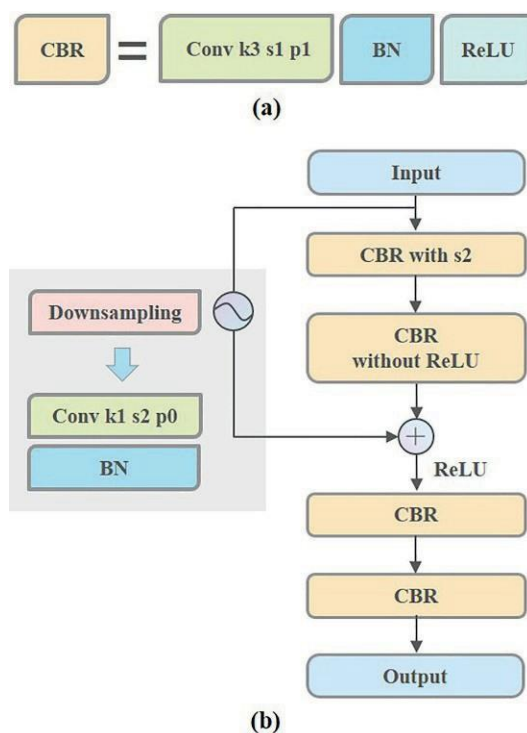 CBR = Conv k3 s1 p1 BN ReLU
(a)
Input
CBR with s2
Downsampling
CBR
without ReLU
Conv k1 s2 p0
BN
+
ReLU
CBR
CBR
Output
(b)